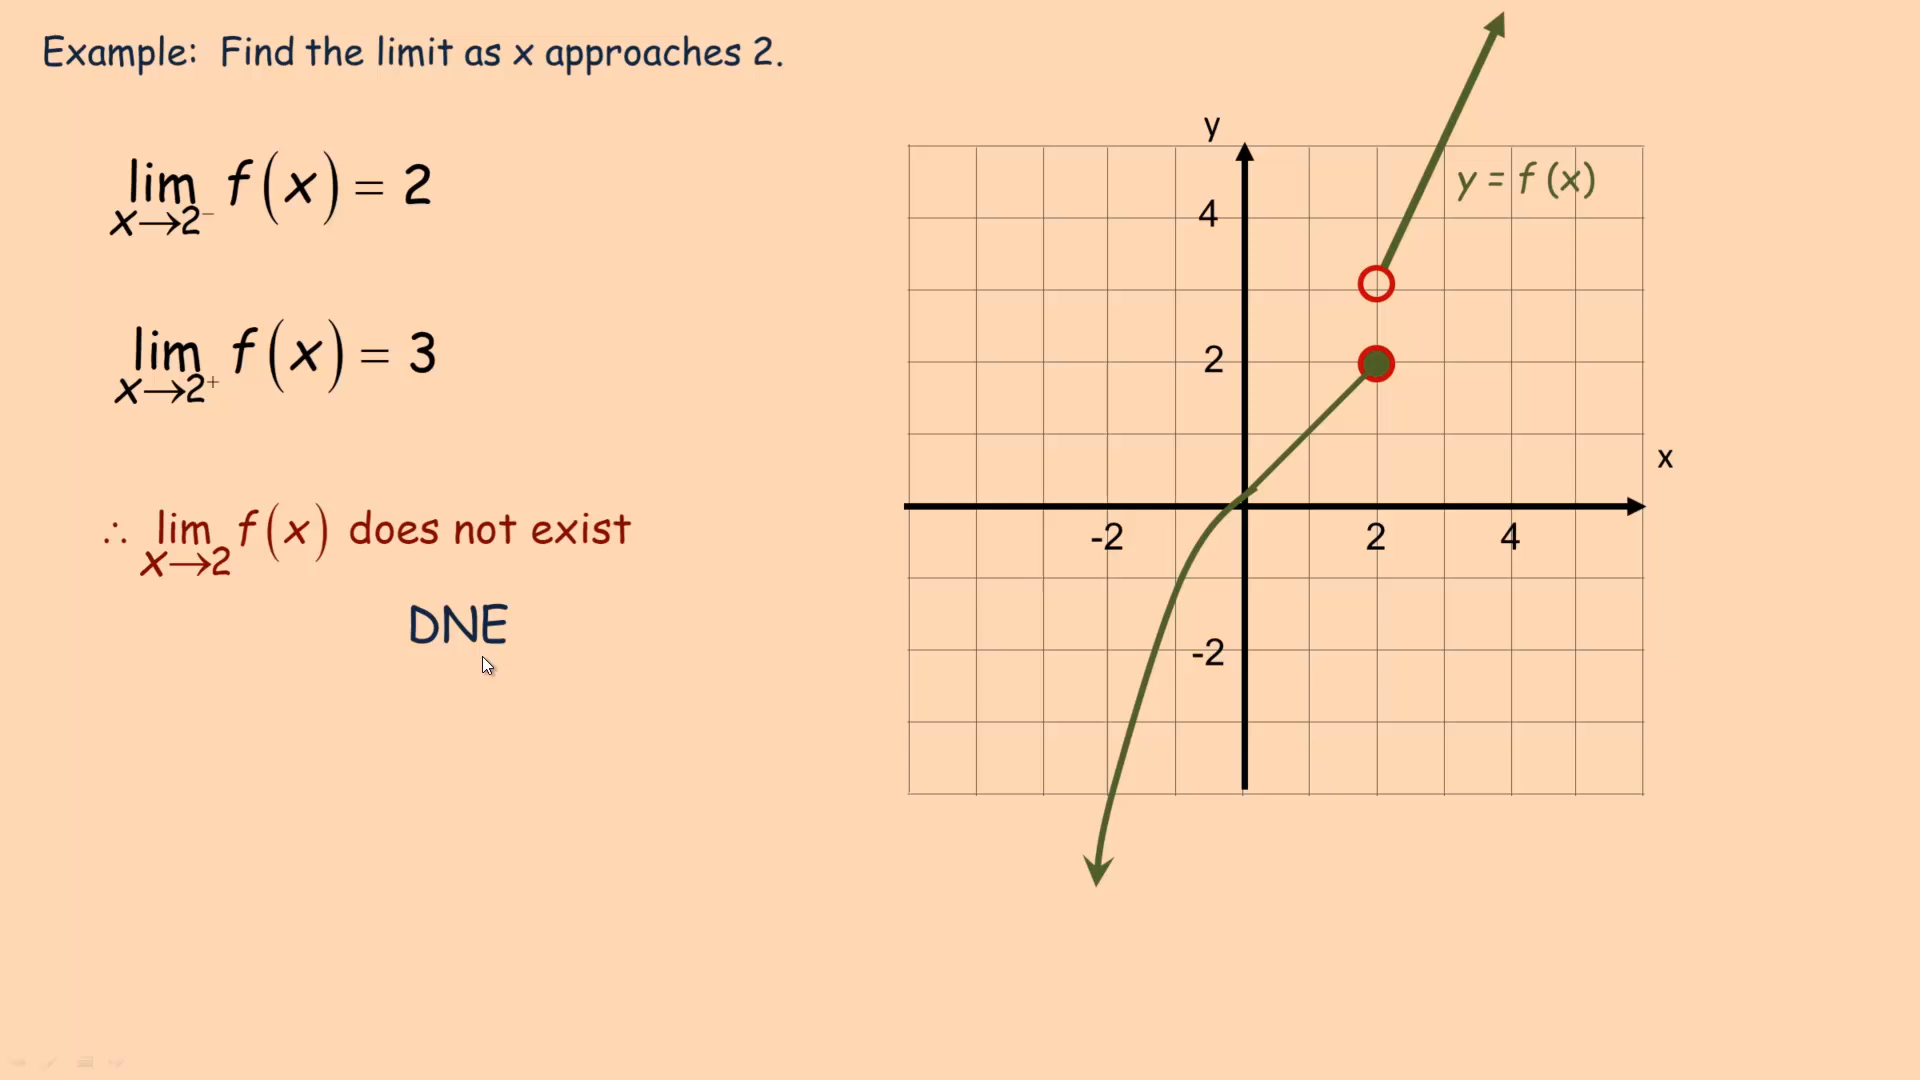 Example: Find the limit as x approaches 2.
lim f(x) = 2
x→2⁻
lim f(x) = 3
x→2⁺
∴ lim f(x) does not exist
x→2
DNE
y
y = f (x)
4
2
x
-2 2 4
-2